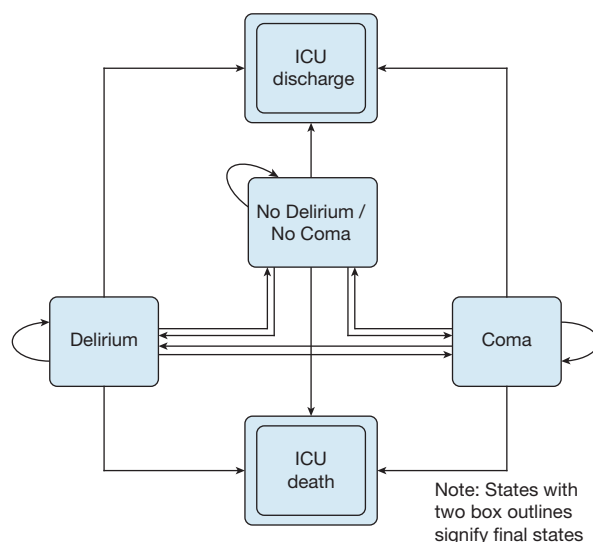 ICU
discharge
No Delirium /
No Coma
Delirium
Coma
ICU
death
Note: States with
two box outlines
signify final states